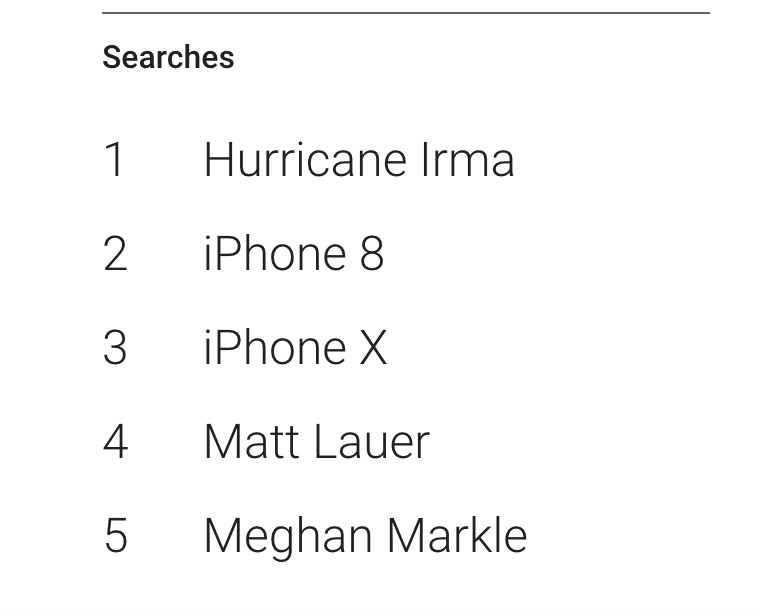 Searches
1 Hurricane Irma
2 iPhone 8
3 iPhone X
4 Matt Lauer
5 Meghan Markle